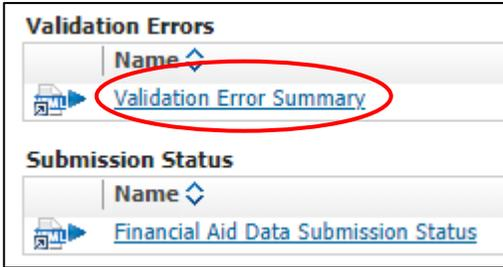 Validation Errors
Name
Validation Error Summary
Submission Status
Name
Financial Aid Data Submission Status